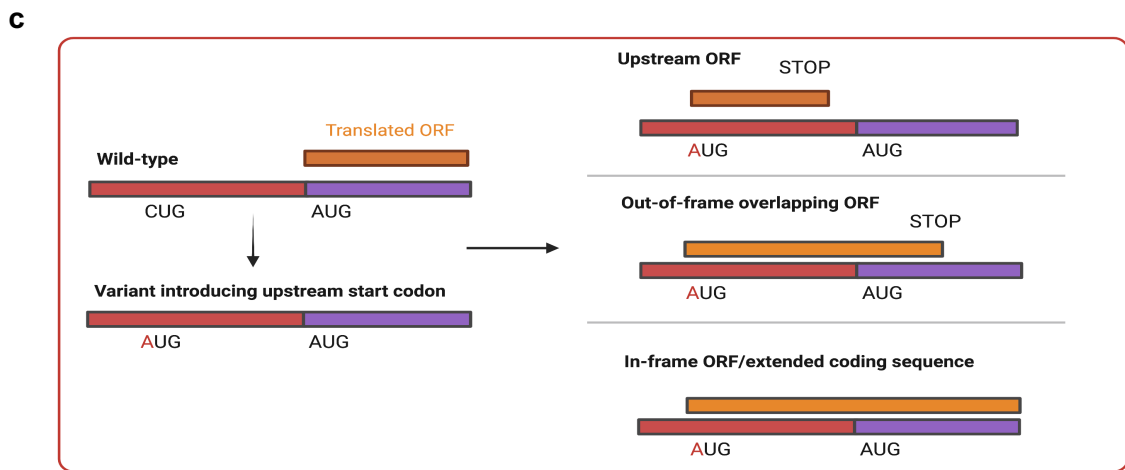 c
Translated ORF
Wild-type
CUG AUG
Variant introducing upstream start codon
AUG AUG
Upstream ORF
STOP
AUG AUG
Out-of-frame overlapping ORF
STOP
AUG AUG
In-frame ORF/extended coding sequence
AUG AUG